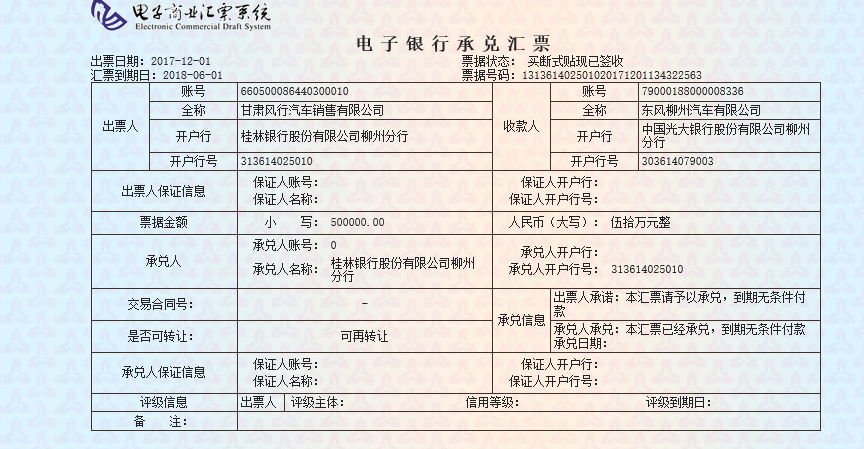 电子商业汇票系统
Electronic Commercial Draft System
电子银行承兑汇票
出票日期：2017-12-01 票据状态： 买断式贴现已签收
汇票到期日：2018-06-01 票据号码：131361402501020171201134322563
出票人 账号 660500086440300010 收款人 账号 79000188000008336
全称 甘肃风行汽车销售有限公司 全称 东风柳州汽车有限公司
开户行 桂林银行股份有限公司柳州分行 开户行 中国光大银行股份有限公司柳州
分行
开户行号 313614025010 开户行号 303614079003
出票人保证信息 保证人账号： 保证人开户行：
保证人名称： 保证人开户行号：
票据金额 小 写： 500000.00 人民币（大写）： 伍拾万元整
承兑人 承兑人账号： 0 承兑人开户行：
承兑人名称： 桂林银行股份有限公司柳州
分行 承兑人开户行号： 313614025010
交易合同号： - 承兑信息 出票人承诺：本汇票请予以承兑，到期无条件付
款
是否可转让： 可再转让 承兑人承兑：本汇票已经承兑，到期无条件付款
承兑日期：
承兑人保证信息 保证人账号： 保证人开户行：
保证人名称： 保证人开户行号：
评级信息 出票人 评级主体： 信用等级： 评级到期日：
备 注：